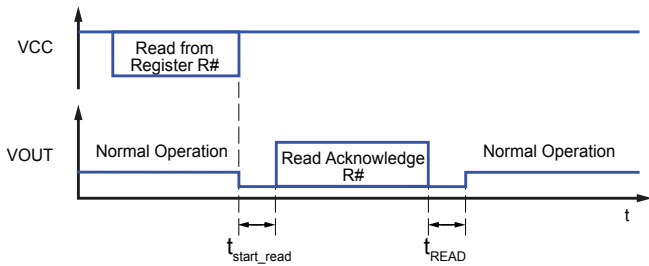 VCC
Read from
Register R#
VOUT
Normal Operation
Read Acknowledge
R#
Normal Operation
t
tstart_read
tREAD